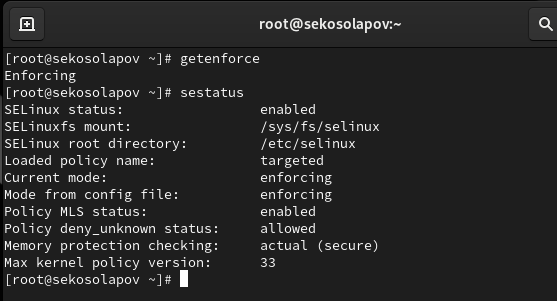 root@sekosolapov:~
[root@sekosolapov ~]# getenforce
Enforcing
[root@sekosolapov ~]# sestatus
SELinux status:                 enabled
SELinuxfs mount:                /sys/fs/selinux
SELinux root directory:         /etc/selinux
Loaded policy name:             targeted
Current mode:                   enforcing
Mode from config file:          enforcing
Policy MLS status:              enabled
Policy deny_unknown status:     allowed
Memory protection checking:     actual (secure)
Max kernel policy version:      33
[root@sekosolapov ~]#